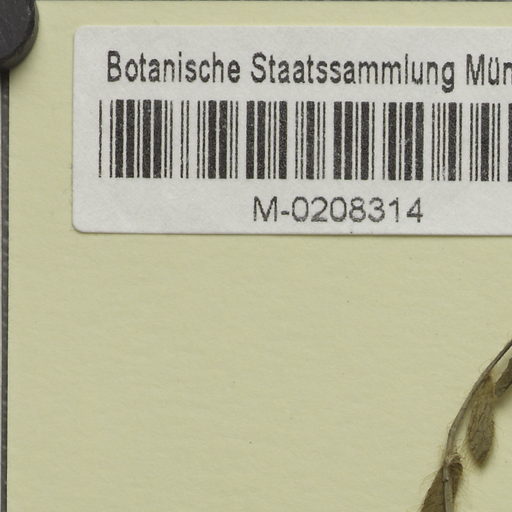 Botanische Staatssammlung Mün
M-0208314